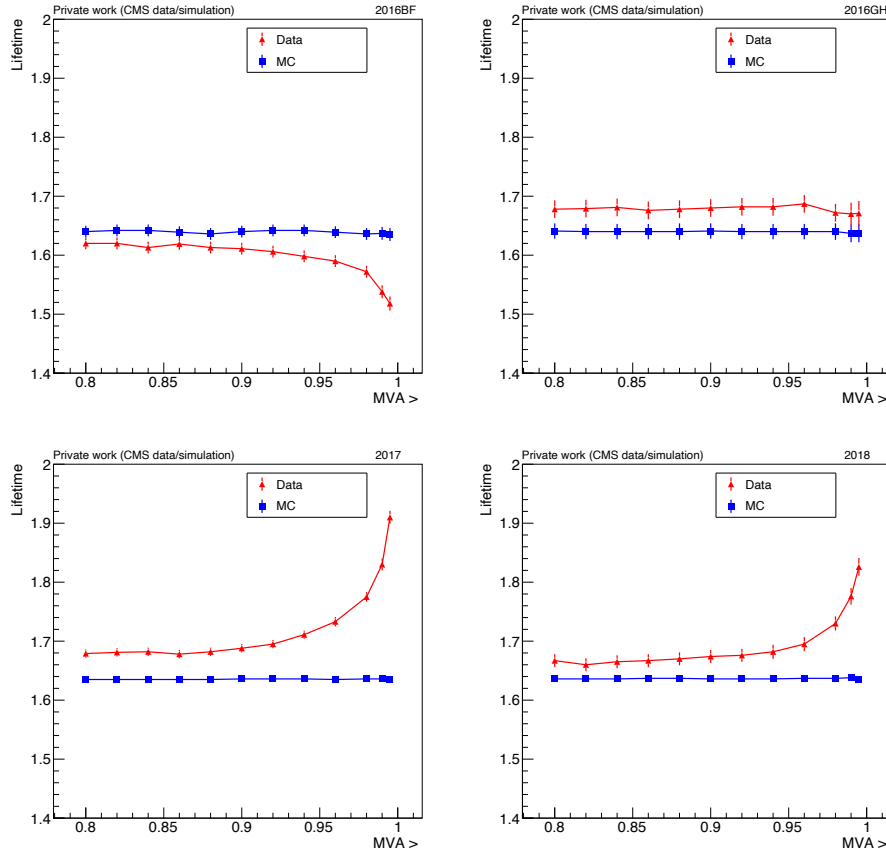 Private work (CMS data/simulation) 2016BF
Lifetime
2
1.9
1.8
1.7
1.6
1.5
1.4
Data
MC
0.8 0.85 0.9 0.95 1
MVA >
Private work (CMS data/simulation) 2016GH
Lifetime
2
1.9
1.8
1.7
1.6
1.5
1.4
Data
MC
0.8 0.85 0.9 0.95 1
MVA >
Private work (CMS data/simulation) 2017
Lifetime
2
1.9
1.8
1.7
1.6
1.5
1.4
Data
MC
0.8 0.85 0.9 0.95 1
MVA >
Private work (CMS data/simulation) 2018
Lifetime
2
1.9
1.8
1.7
1.6
1.5
1.4
Data
MC
0.8 0.85 0.9 0.95 1
MVA >